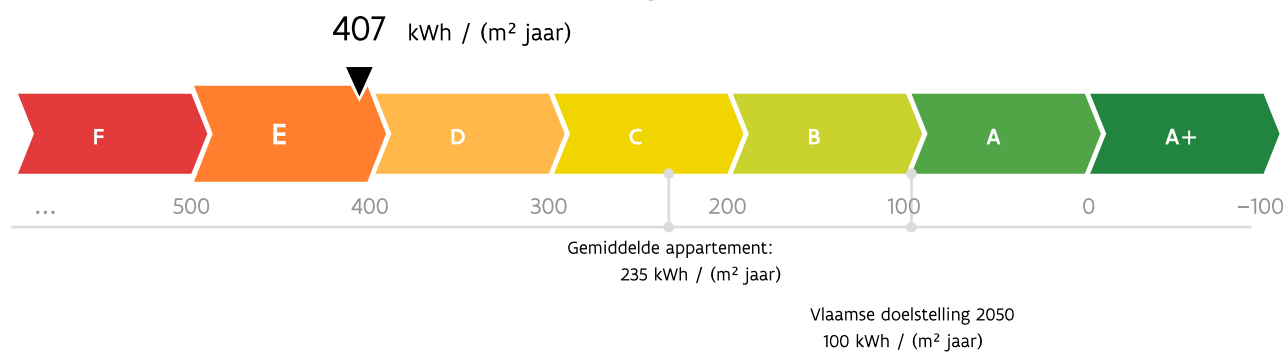 407 kWh / (m² jaar)
F E D C B A A+
... 500 400 300 200 100 0 −100
Gemiddelde appartement:
235 kWh / (m² jaar)
Vlaamse doelstelling 2050
100 kWh / (m² jaar)